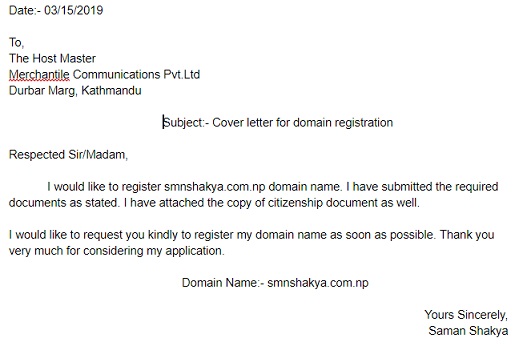 Date:- 03/15/2019
To,
The Host Master
Merchantile Communications Pvt.Ltd
Durbar Marg, Kathmandu
Subject:- Cover letter for domain registration
Respected Sir/Madam,
I would like to register smnshakya.com.np domain name. I have submitted the required
documents as stated. I have attached the copy of citizenship document as well.
I would like to request you kindly to register my domain name as soon as possible. Thank you
very much for considering my application.
Domain Name:- smnshakya.com.np
Yours Sincerely,
Saman Shakya